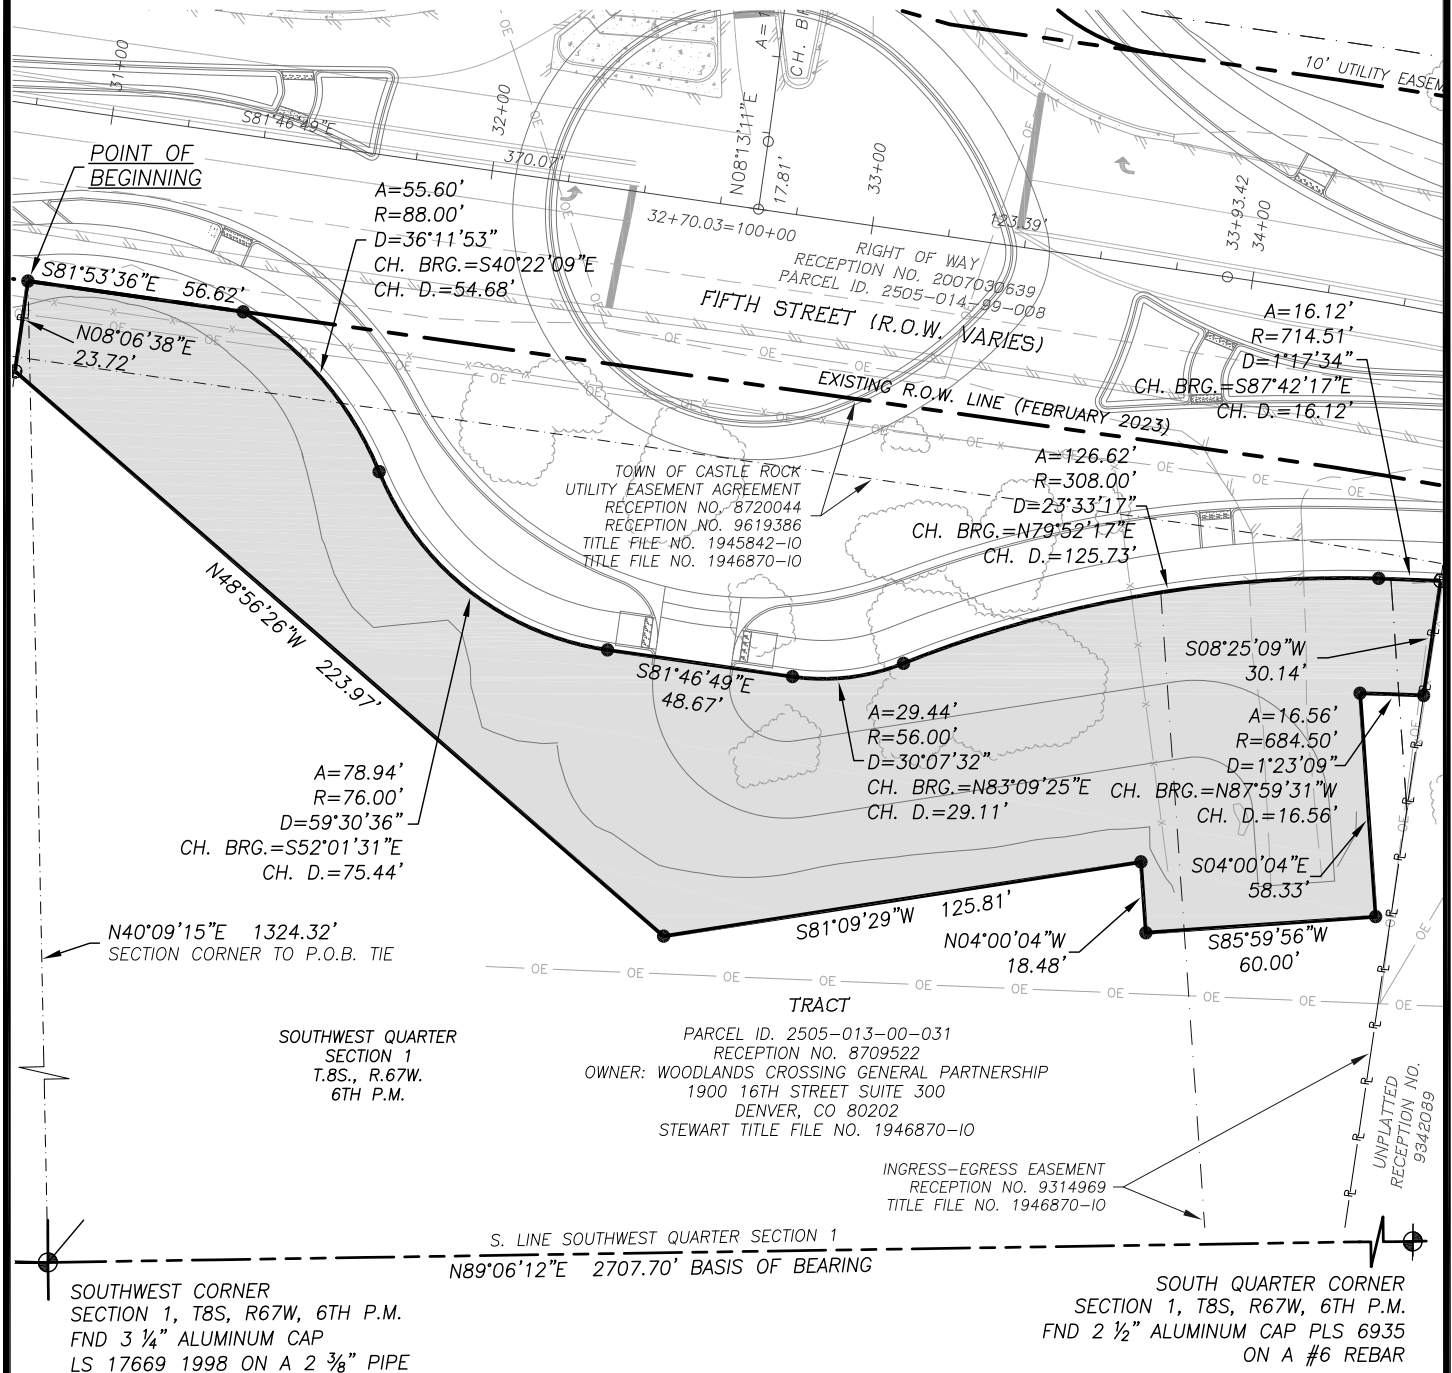 31+00
S81°46'49"E
32+00
370.07'
N08°13'11"E
17.81'
A=1
CH. B
33+00
32+70.03=100+00
123.39'
33+93.42
34+00
10' UTILITY EASEM
POINT OF
BEGINNING
A=55.60'
R=88.00'
D=36°11'53"
CH. BRG.=S40°22'09"E
CH. D.=54.68'
S81°53'36"E 56.62'
N08°06'38"E
23.72'
RIGHT OF WAY
RECEPTION NO. 2007030639
PARCEL ID. 2505-014-99-008
FIFTH STREET (R.O.W. VARIES)
EXISTING R.O.W. LINE (FEBRUARY 2023)
A=16.12'
R=714.51'
D=1°17'34"
CH. BRG.=S87°42'17"E
CH. D.=16.12'
A=126.62'
R=308.00'
D=23°33'17"
CH. BRG.=N79°52'17"E
CH. D.=125.73'
TOWN OF CASTLE ROCK
UTILITY EASEMENT AGREEMENT
RECEPTION NO. 8720044
RECEPTION NO. 9619386
TITLE FILE NO. 1945842-IO
TITLE FILE NO. 1946870-IO
N48°56'26"W 223.97'
S81°46'49"E
48.67'
S08°25'09"W
30.14'
A=29.44'
R=56.00'
D=30°07'32"
CH. BRG.=N83°09'25"E
CH. D.=29.11'
A=16.56'
R=684.50'
D=1°23'09"
CH. BRG.=N87°59'31"W
CH. D.=16.56'
A=78.94'
R=76.00'
D=59°30'36"
CH. BRG.=S52°01'31"E
CH. D.=75.44'
S04°00'04"E
58.33'
S81°09'29"W 125.81'
N04°00'04"W
18.48'
S85°59'56"W
60.00'
N40°09'15"E 1324.32'
SECTION CORNER TO P.O.B. TIE
OE OE OE OE OE OE OE OE OE OE
SOUTHWEST QUARTER
SECTION 1
T.8S., R.67W.
6TH P.M.
TRACT
PARCEL ID. 2505-013-00-031
RECEPTION NO. 8709522
OWNER: WOODLANDS CROSSING GENERAL PARTNERSHIP
1900 16TH STREET SUITE 300
DENVER, CO 80202
STEWART TITLE FILE NO. 1946870-IO
UNPLATTED
RECEPTION NO.
9342089
INGRESS-EGRESS EASEMENT
RECEPTION NO. 9314969
TITLE FILE NO. 1946870-IO
S. LINE SOUTHWEST QUARTER SECTION 1
N89°06'12"E 2707.70' BASIS OF BEARING
SOUTHWEST CORNER
SECTION 1, T8S, R67W, 6TH P.M.
FND 3 ¼" ALUMINUM CAP
LS 17669 1998 ON A 2 ⅜" PIPE
SOUTH QUARTER CORNER
SECTION 1, T8S, R67W, 6TH P.M.
FND 2 ½" ALUMINUM CAP PLS 6935
ON A #6 REBAR